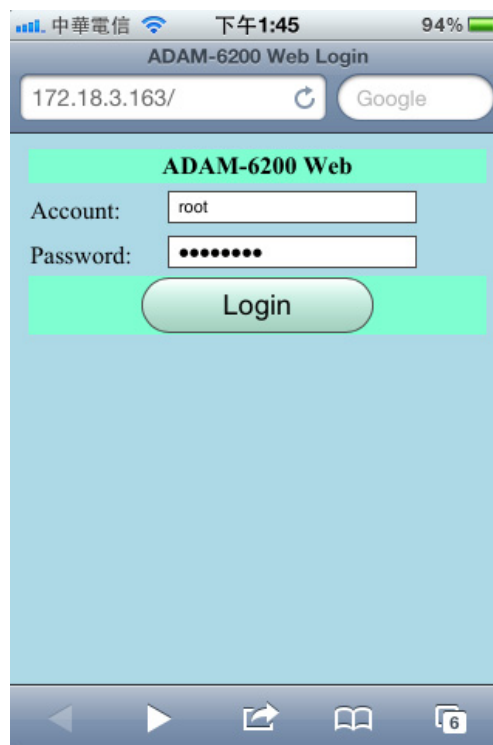 中華電信 下午1:45 94%
ADAM-6200 Web Login
172.18.3.163/ Google
ADAM-6200 Web
Account: root
Password: ••••••••
Login
6